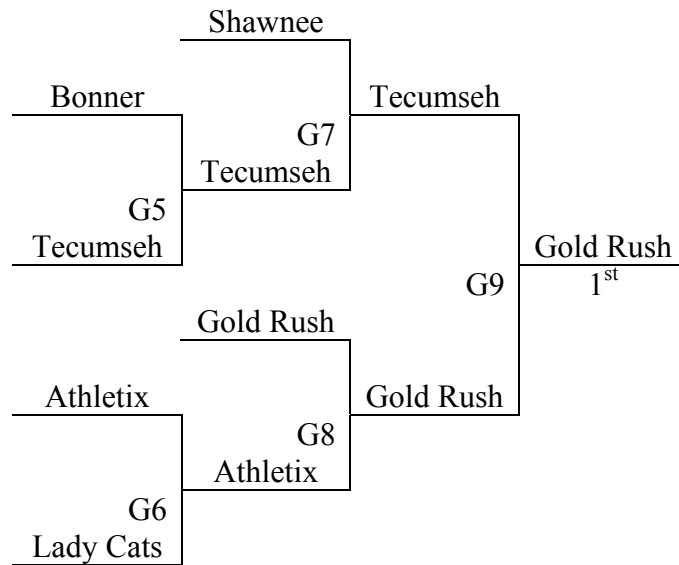 Shawnee
Bonner
Tecumseh
G7
Tecumseh
G5
Tecumseh
Gold Rush
G9
1st
Gold Rush
Athletix
Gold Rush
G8
Athletix
G6
Lady Cats